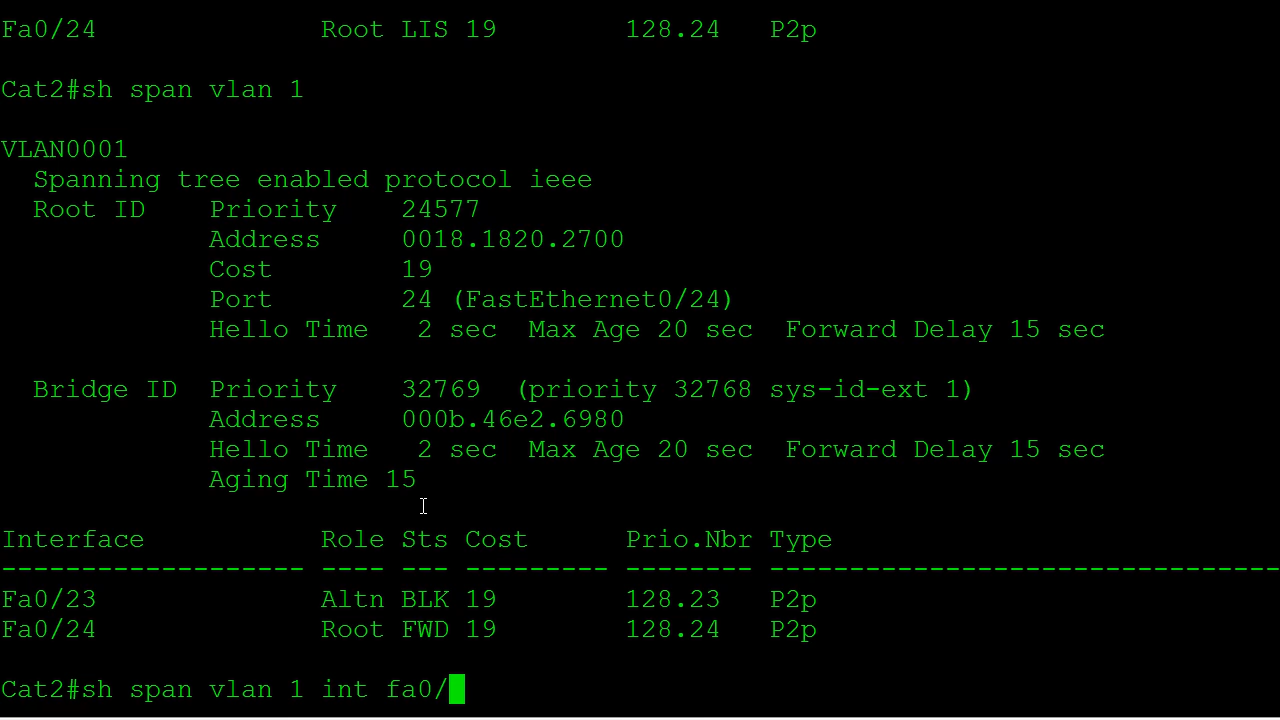 Fa0/24              Root LIS 19        128.24   P2p
Cat2#sh span vlan 1
VLAN0001
  Spanning tree enabled protocol ieee
  Root ID    Priority    24577
             Address     0018.1820.2700
             Cost        19
             Port        24 (FastEthernet0/24)
             Hello Time   2 sec  Max Age 20 sec  Forward Delay 15 sec
  Bridge ID  Priority    32769  (priority 32768 sys-id-ext 1)
             Address     000b.46e2.6980
             Hello Time   2 sec  Max Age 20 sec  Forward Delay 15 sec
             Aging Time 15
Interface           Role Sts Cost      Prio.Nbr Type
------------------- ---- --- --------- -------- --------------------------------
Fa0/23              Altn BLK 19        128.23   P2p
Fa0/24              Root FWD 19        128.24   P2p
Cat2#sh span vlan 1 int fa0/